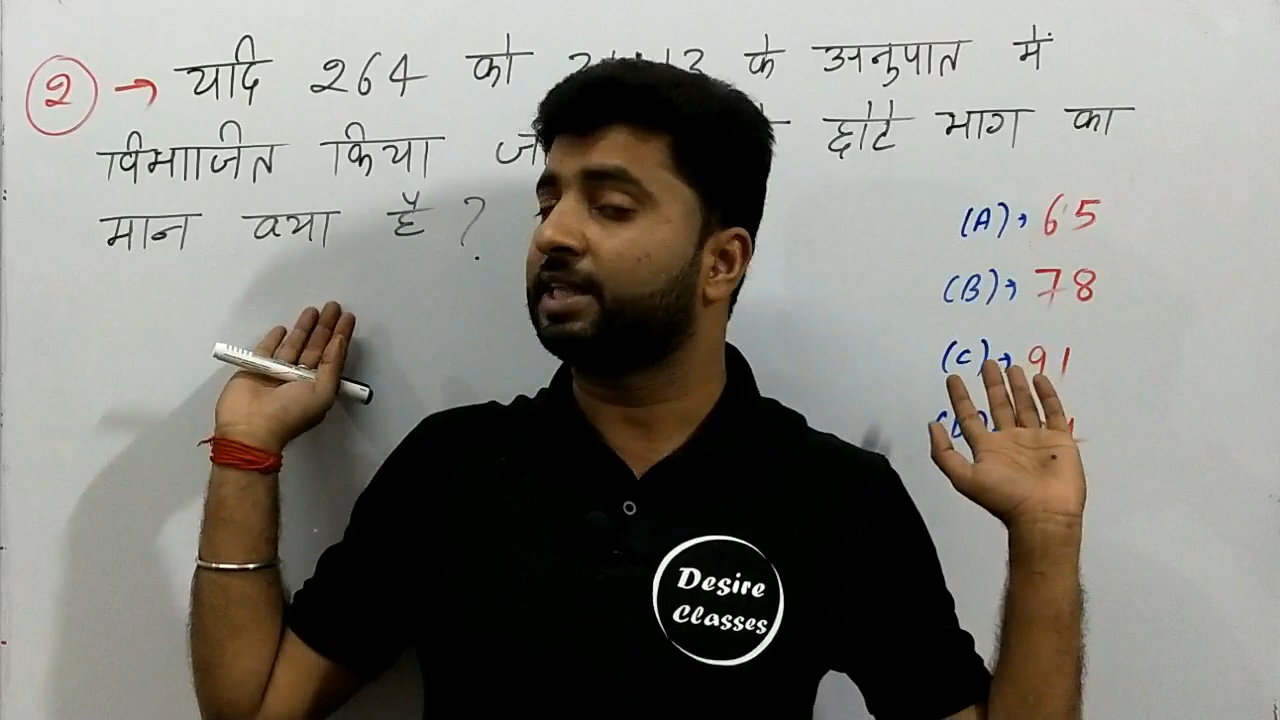 2 → यदि 264 को के अनुपात में
विभाजित किया छोटे भाग का
मान क्या है ?
(A) → 65
(B) → 78
(C) → 91
Desire
Classes